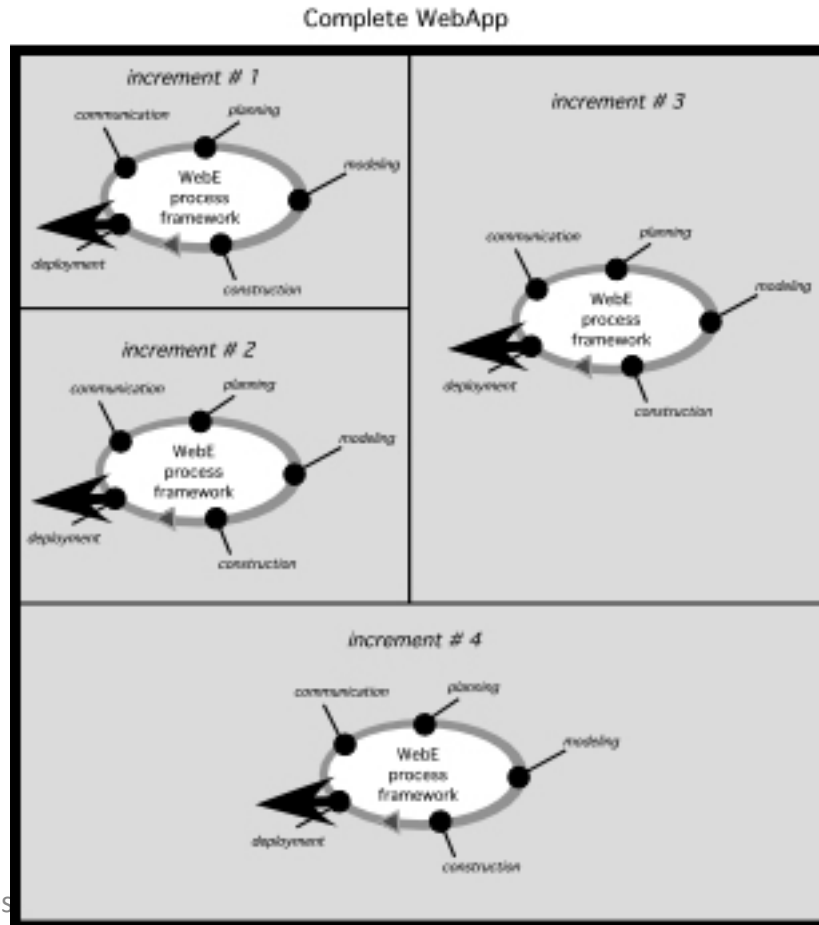 Complete WebApp
increment # 1
communication
planning
modeling
WebE
process
framework
deployment
construction
increment # 2
communication
planning
modeling
WebE
process
framework
deployment
construction
increment # 3
communication
planning
modeling
WebE
process
framework
deployment
construction
increment # 4
communication
planning
modeling
WebE
process
framework
deployment
construction
s